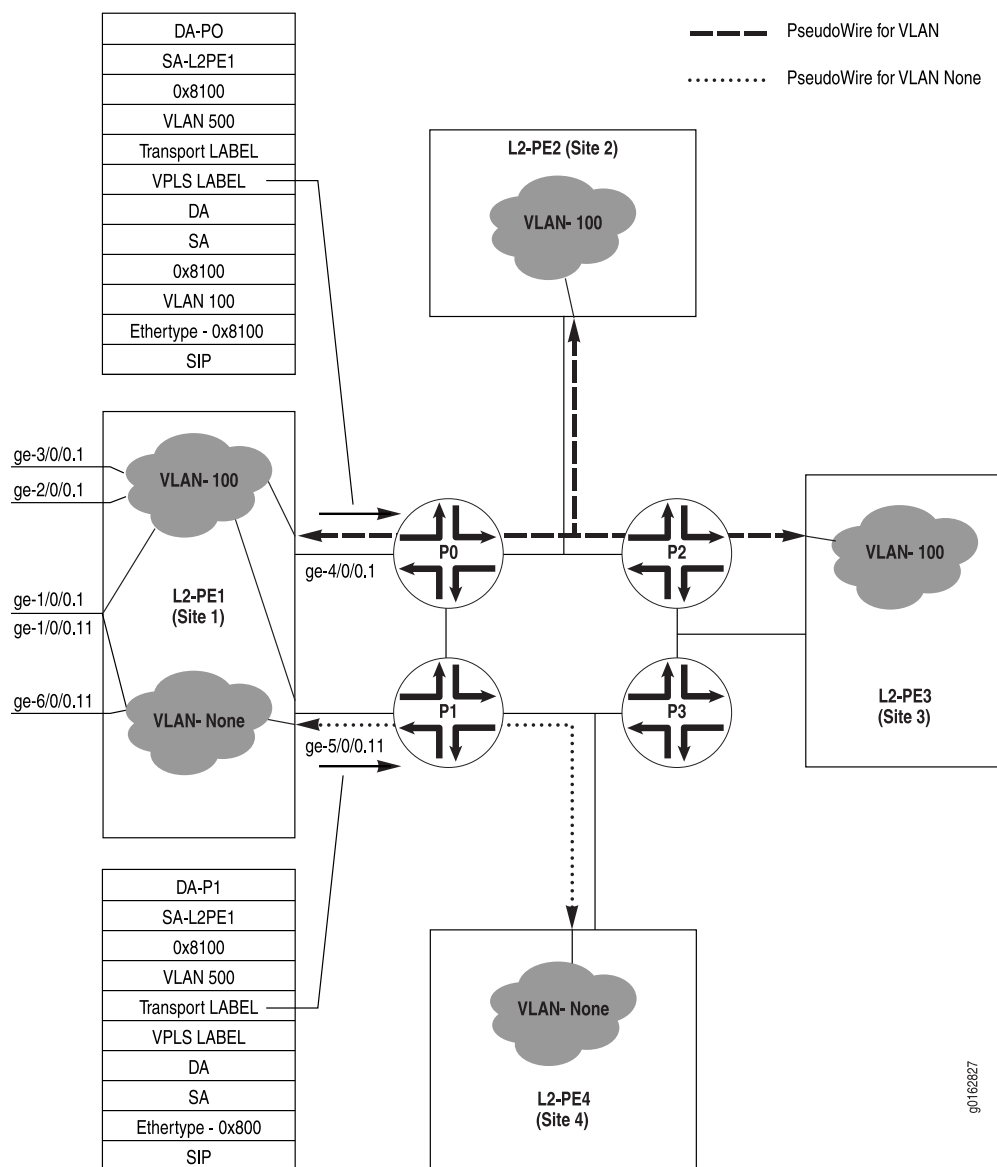 DA-PO
SA-L2PE1
0x8100
VLAN 500
Transport LABEL
VPLS LABEL
DA
SA
0x8100
VLAN 100
Ethertype - 0x8100
SIP
PseudoWire for VLAN
PseudoWire for VLAN None
L2-PE2 (Site 2)
VLAN- 100
ge-3/0/0.1
ge-2/0/0.1
VLAN- 100
ge-1/0/0.1
ge-1/0/0.11
L2-PE1
(Site 1)
ge-6/0/0.11
VLAN- None
ge-4/0/0.1
P0
P2
VLAN- 100
ge-5/0/0.11
P1
P3
L2-PE3
(Site 3)
DA-P1
SA-L2PE1
0x8100
VLAN 500
Transport LABEL
VPLS LABEL
DA
SA
Ethertype - 0x800
SIP
VLAN- None
L2-PE4
(Site 4)
g0162827